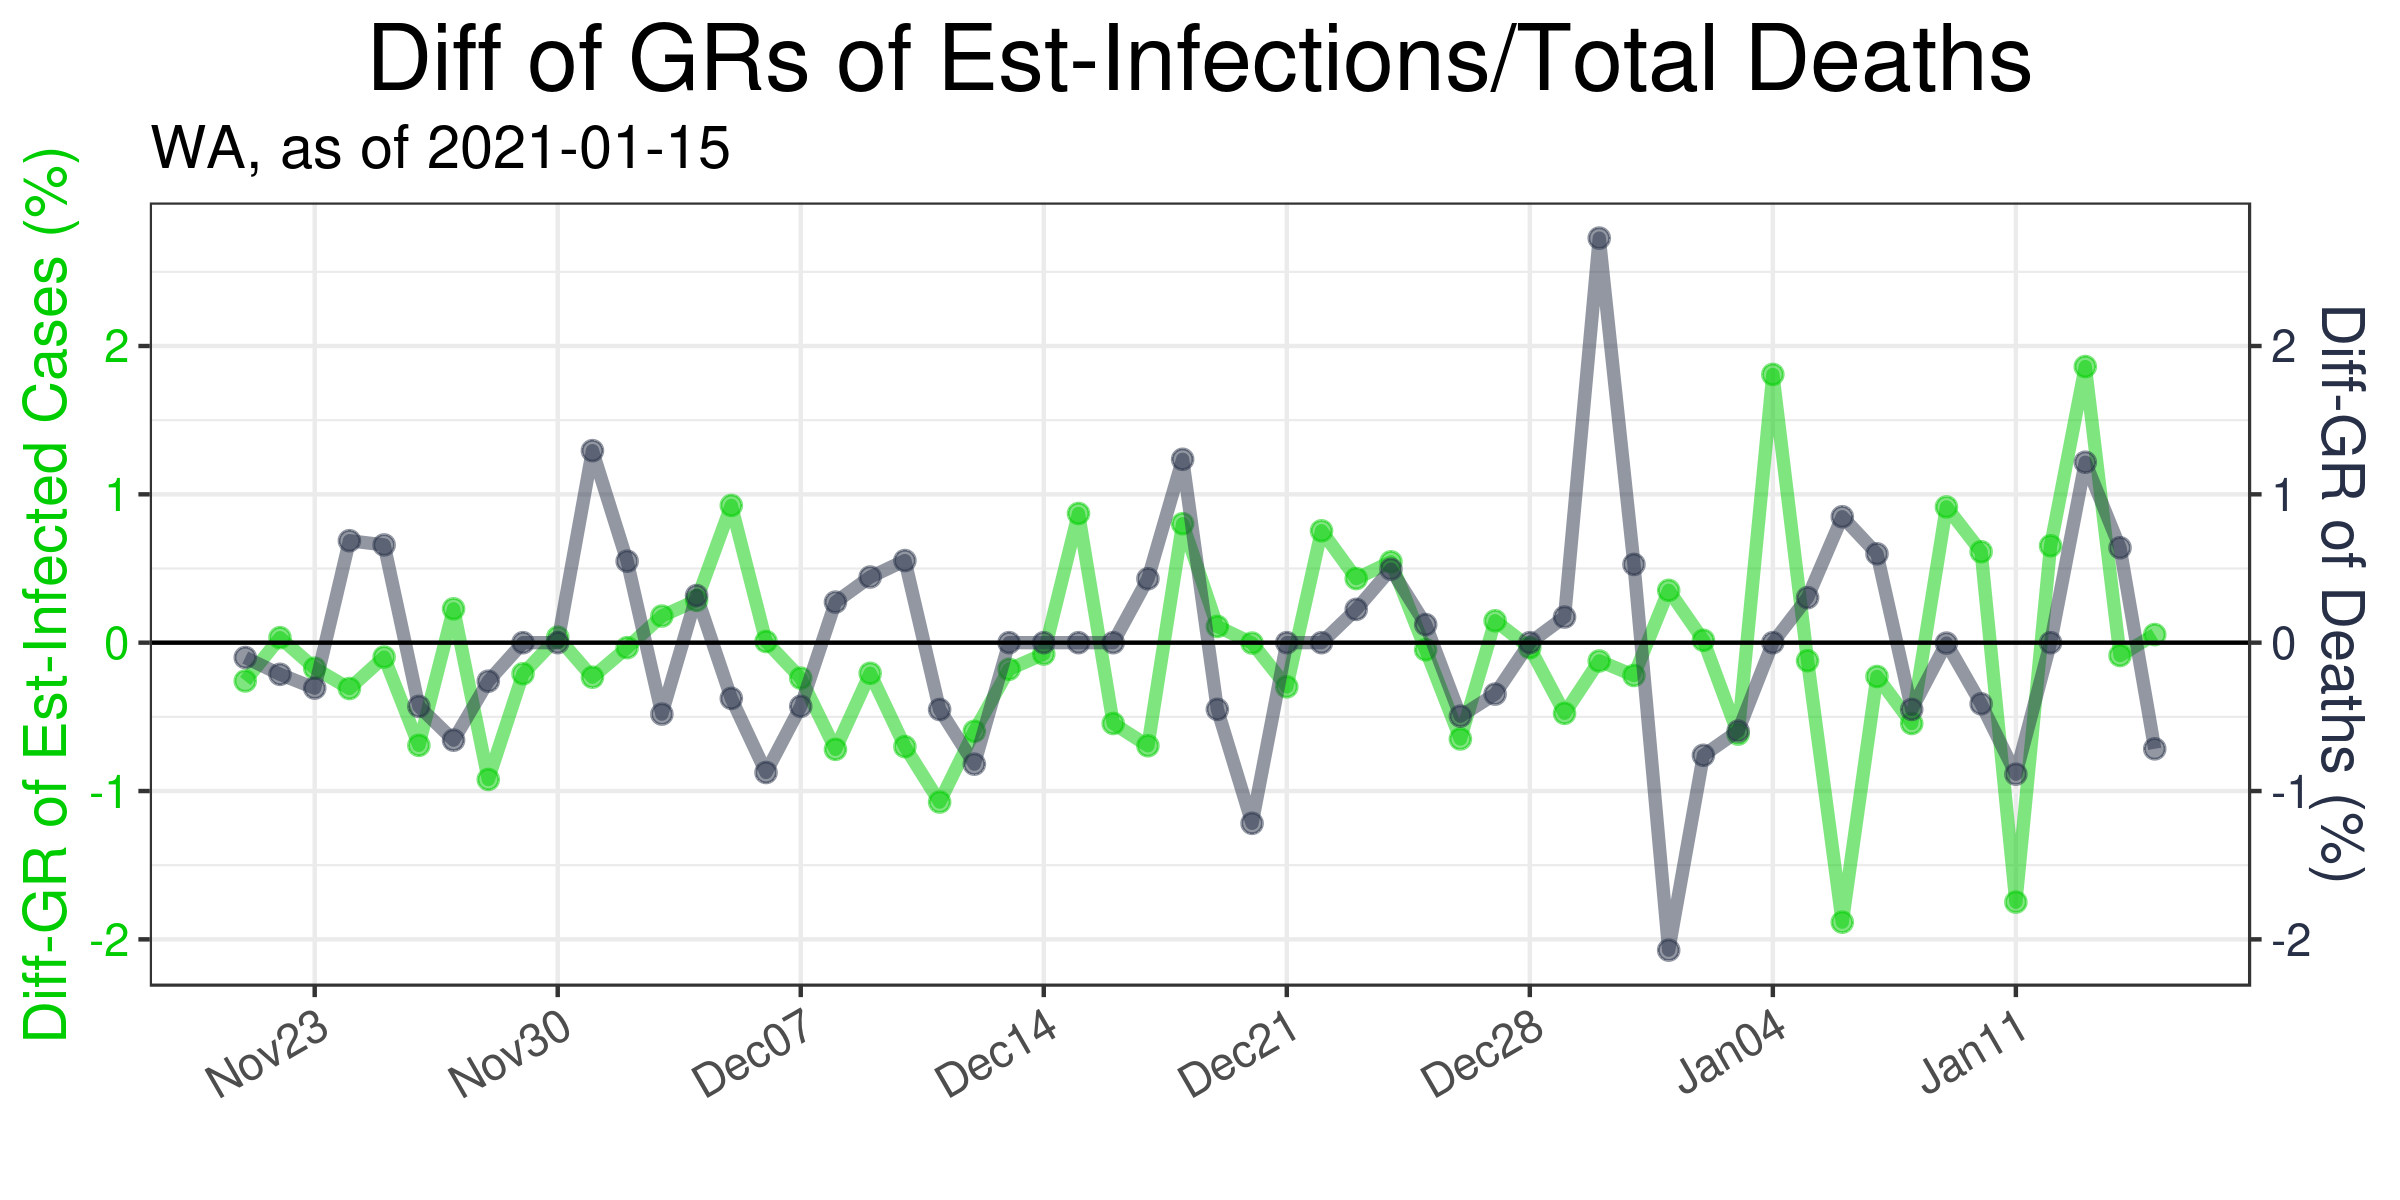 Diff of GRs of Est-Infections/Total Deaths
WA, as of 2021-01-15
Diff-GR of Est-Infected Cases (%)
2
1
0
-1
-2
2
1
0
-1
-2
Diff-GR of Deaths (%)
Nov23
Nov30
Dec07
Dec14
Dec21
Dec28
Jan04
Jan11